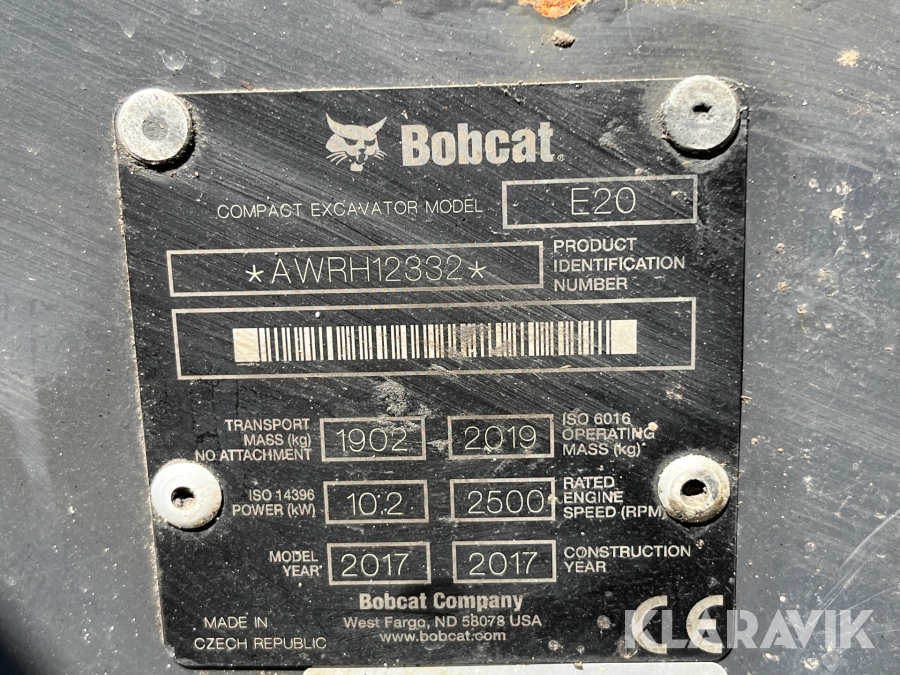 Bobcat
COMPACT EXCAVATOR MODEL E20
*AWRH12332* PRODUCT
IDENTIFICATION
NUMBER
TRANSPORT
MASS (kg)
NO ATTACHMENT 1902 2019 ISO 6016
OPERATING
MASS (kg)*
ISO 14396
POWER (kW) 10.2 2500 RATED
ENGINE
SPEED (RPM)
MODEL
YEAR 2017 2017 CONSTRUCTION
YEAR
Bobcat Company
West Fargo, ND 58078 USA
www.bobcat.com
MADE IN
CZECH REPUBLIC
CE
KLERAVIK